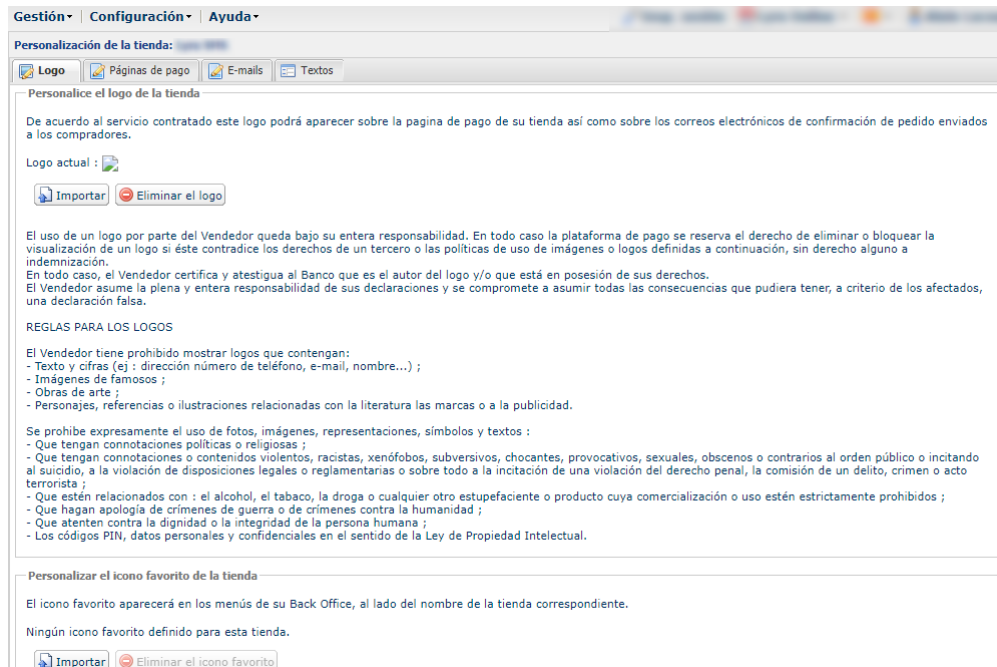 Gestión Configuración Ayuda
Personalización de la tienda:
Logo Páginas de pago E-mails Textos
Personalice el logo de la tienda
De acuerdo al servicio contratado este logo podrá aparecer sobre la pagina de pago de su tienda así como sobre los correos electrónicos de confirmación de pedido enviados
a los compradores.
Logo actual :
Importar Eliminar el logo
El uso de un logo por parte del Vendedor queda bajo su entera responsabilidad. En todo caso la plataforma de pago se reserva el derecho de eliminar o bloquear la
visualización de un logo si éste contradice los derechos de un tercero o las políticas de uso de imágenes o logos definidas a continuación, sin derecho alguno a
indemnización.
En todo caso, el Vendedor certifica y atestigua al Banco que es el autor del logo y/o que está en posesión de sus derechos.
El Vendedor asume la plena y entera responsabilidad de sus declaraciones y se compromete a asumir todas las consecuencias que pudiera tener, a criterio de los afectados,
una declaración falsa.
REGLAS PARA LOS LOGOS
El Vendedor tiene prohibido mostrar logos que contengan:
- Texto y cifras (ej : dirección número de teléfono, e-mail, nombre...) ;
- Imágenes de famosos ;
- Obras de arte ;
- Personajes, referencias o ilustraciones relacionadas con la literatura las marcas o a la publicidad.
Se prohibe expresamente el uso de fotos, imágenes, representaciones, símbolos y textos :
- Que tengan connotaciones políticas o religiosas ;
- Que tengan connotaciones o contenidos violentos, racistas, xenófobos, subversivos, chocantes, provocativos, sexuales, obscenos o contrarios al orden público o incitando
al suicidio, a la violación de disposiciones legales o reglamentarias o sobre todo a la incitación de una violación del derecho penal, la comisión de un delito, crimen o acto
terrorista ;
- Que estén relacionados con : el alcohol, el tabaco, la droga o cualquier otro estupefaciente o producto cuya comercialización o uso estén estrictamente prohibidos ;
- Que hagan apología de crímenes de guerra o de crímenes contra la humanidad ;
- Que atenten contra la dignidad o la integridad de la persona humana ;
- Los códigos PIN, datos personales y confidenciales en el sentido de la Ley de Propiedad Intelectual.
Personalizar el icono favorito de la tienda
El icono favorito aparecerá en los menús de su Back Office, al lado del nombre de la tienda correspondiente.
Ningún icono favorito definido para esta tienda.
Importar Eliminar el icono favorito